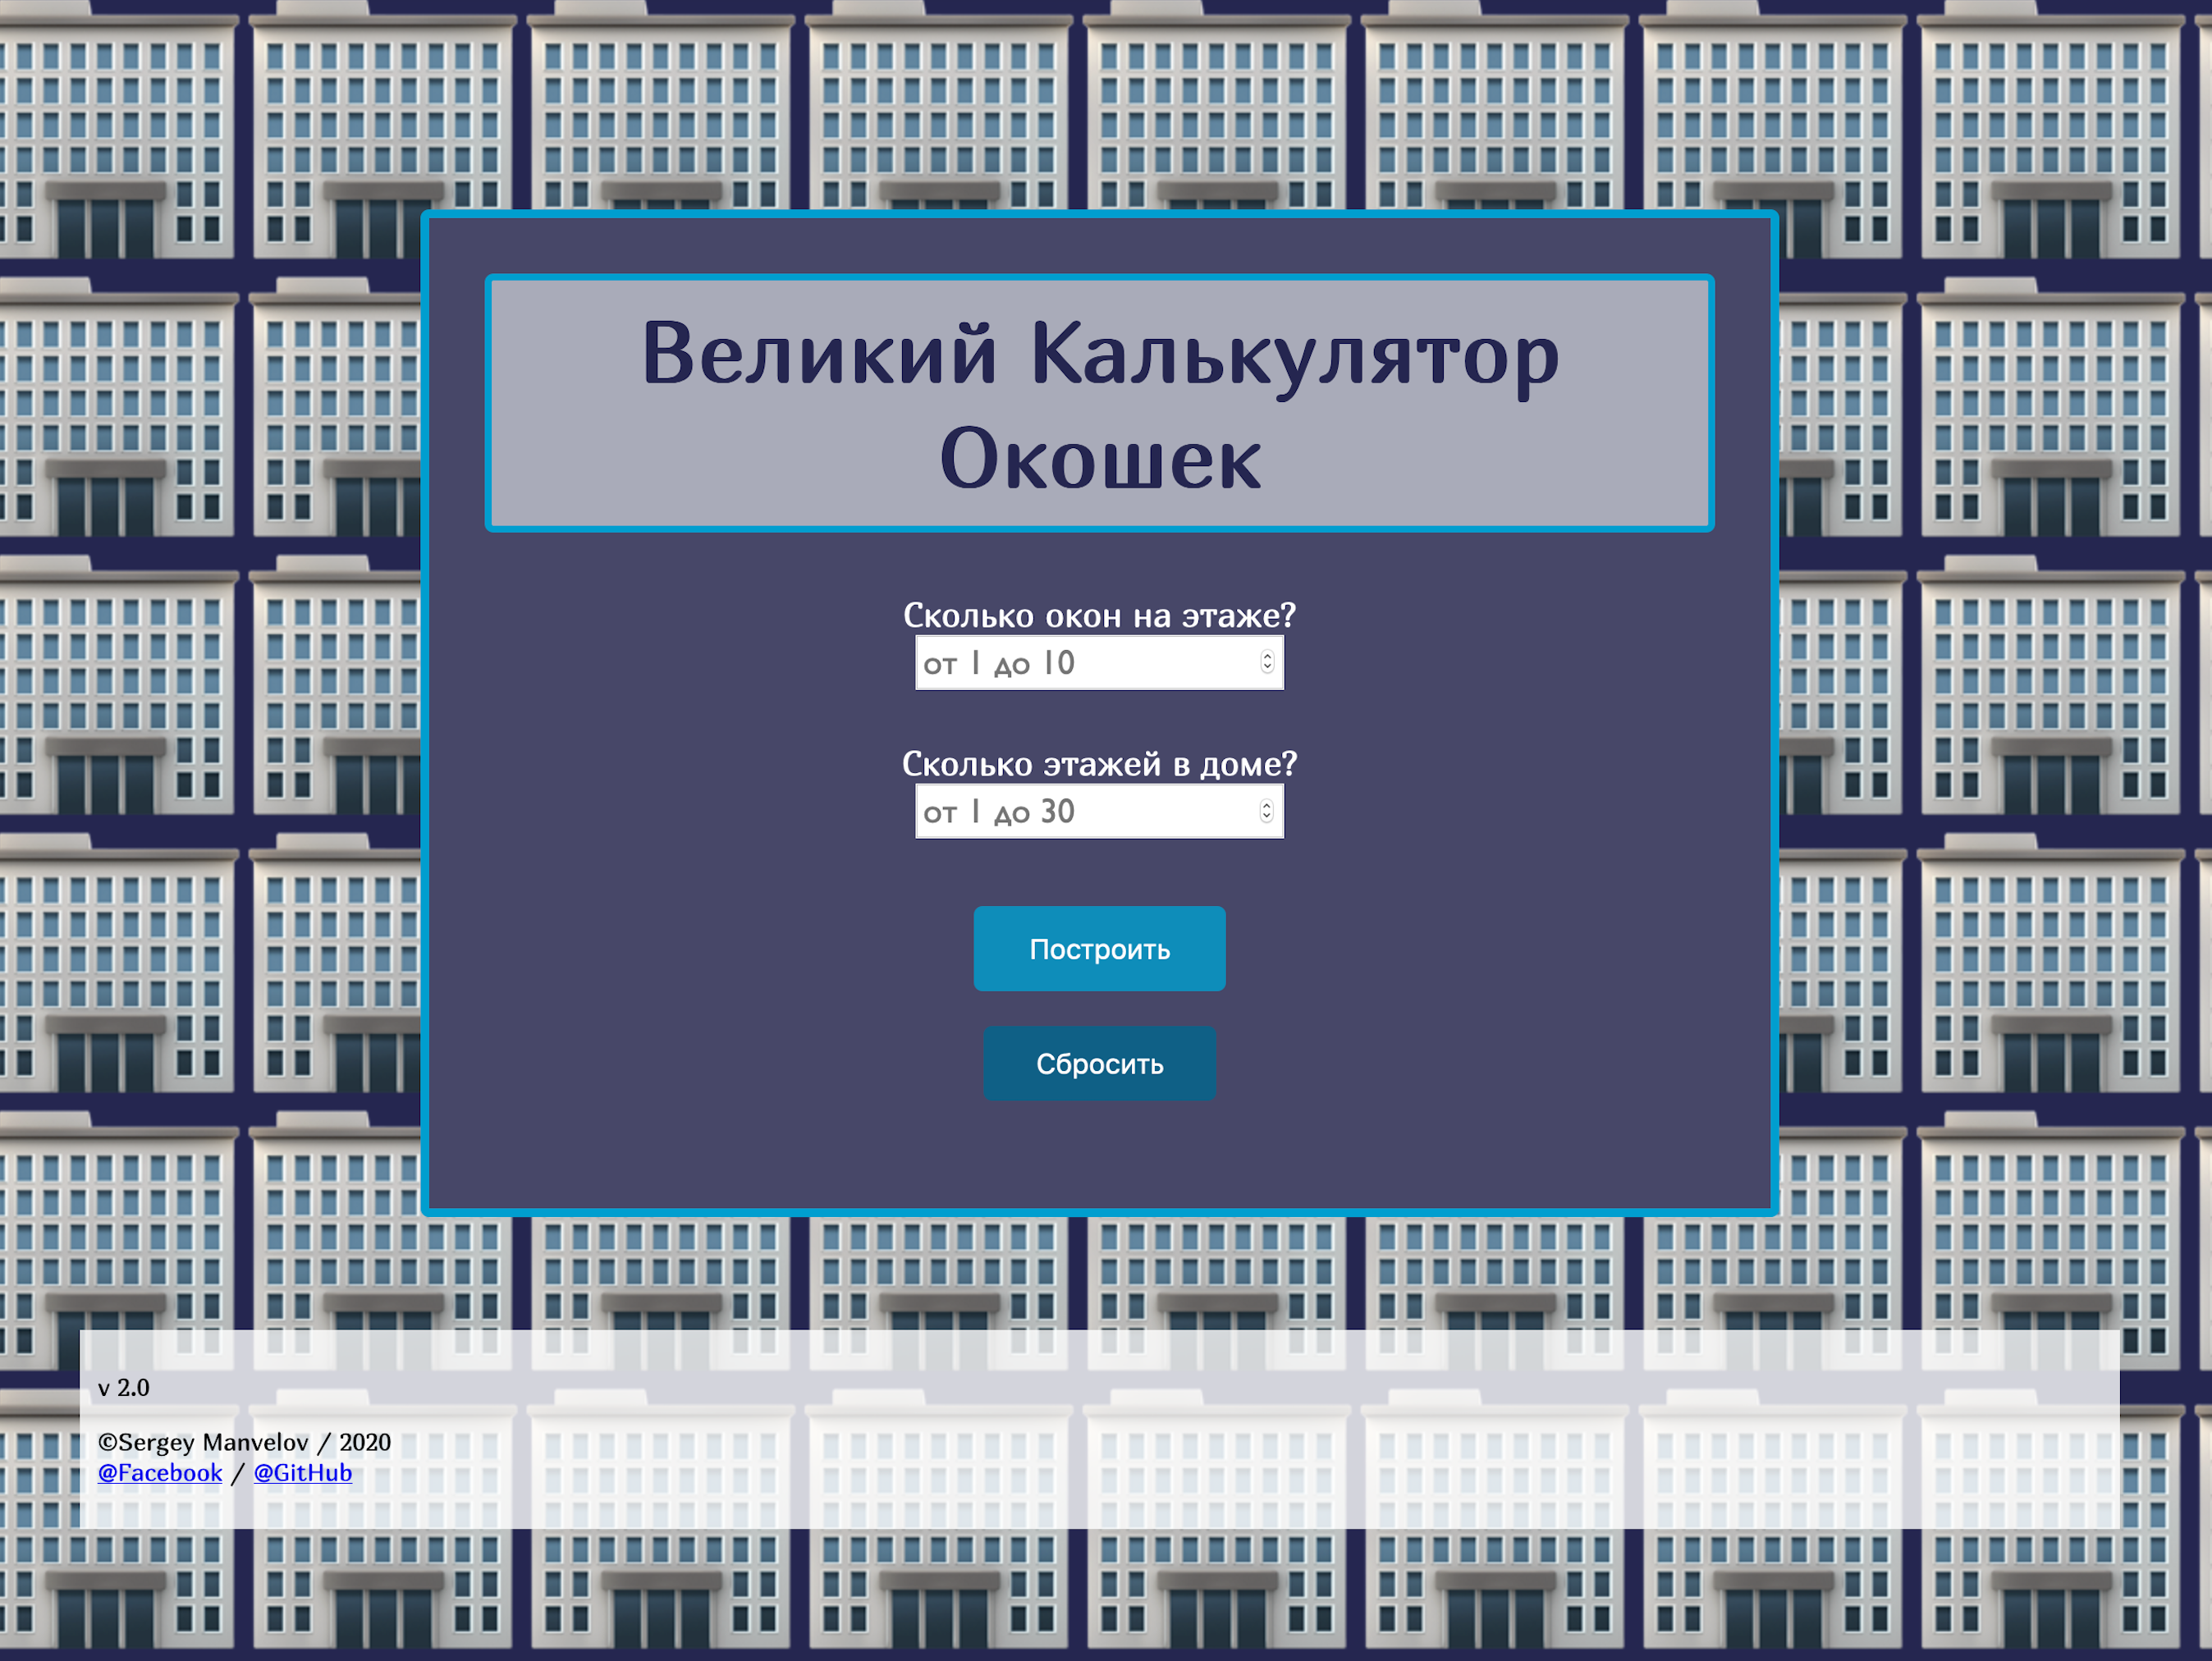 Великий Калькулятор
Окошек
Сколько окон на этаже?
от 1 до 10
Сколько этажей в доме?
от 1 до 30
Построить
Сбросить
v 2.0
©Sergey Manvelov / 2020
@Facebook / @GitHub